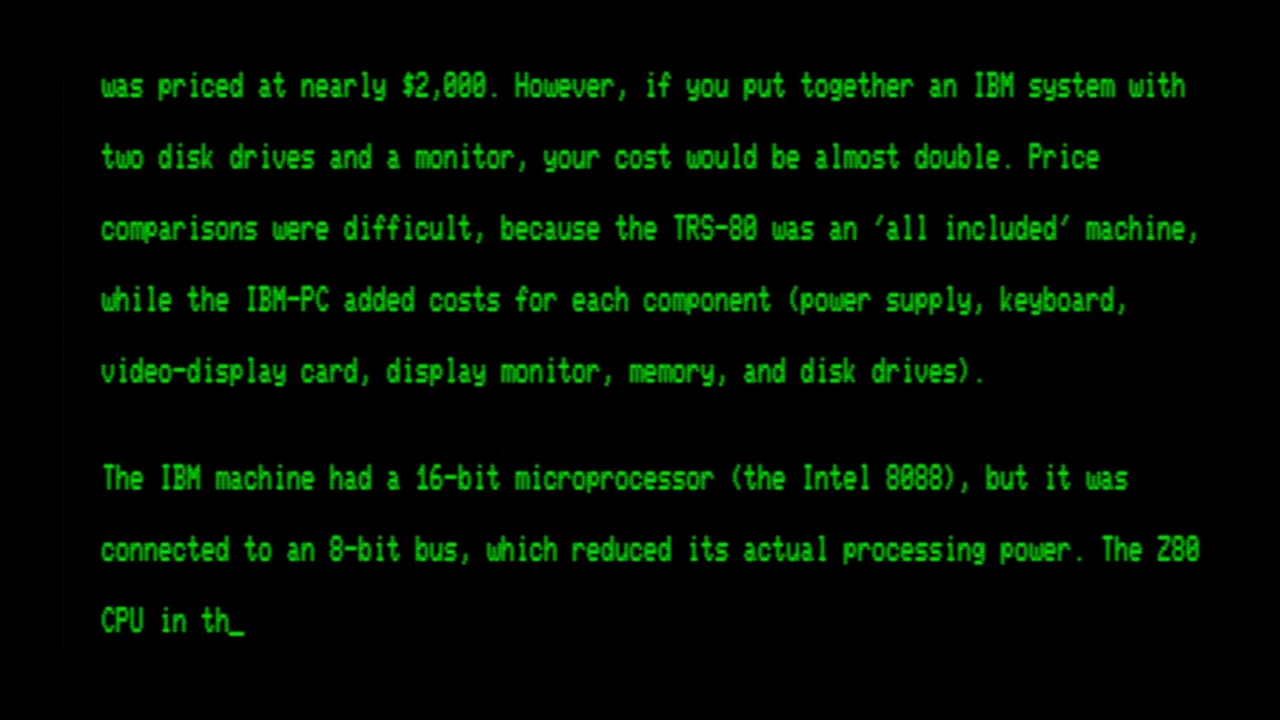 was priced at nearly $2,000. However, if you put together an IBM system with
two disk drives and a monitor, your cost would be almost double. Price
comparisons were difficult, because the TRS-80 was an 'all included' machine,
while the IBM-PC added costs for each component (power supply, keyboard,
video-display card, display monitor, memory, and disk drives).
The IBM machine had a 16-bit microprocessor (the Intel 8088), but it was
connected to an 8-bit bus, which reduced its actual processing power. The Z80
CPU in th_